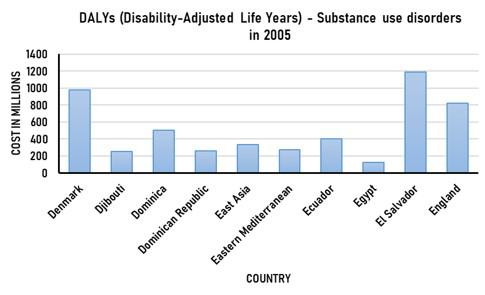 DALYs (Disability-Adjusted Life Years) - Substance use disorders
in 2005
COST IN MILLIONS
1400
1200
1000
800
600
400
200
0
Denmark
Djibouti
Dominica
Dominican Republic
East Asia
Eastern Mediterranean
Ecuador
Egypt
El Salvador
England
COUNTRY